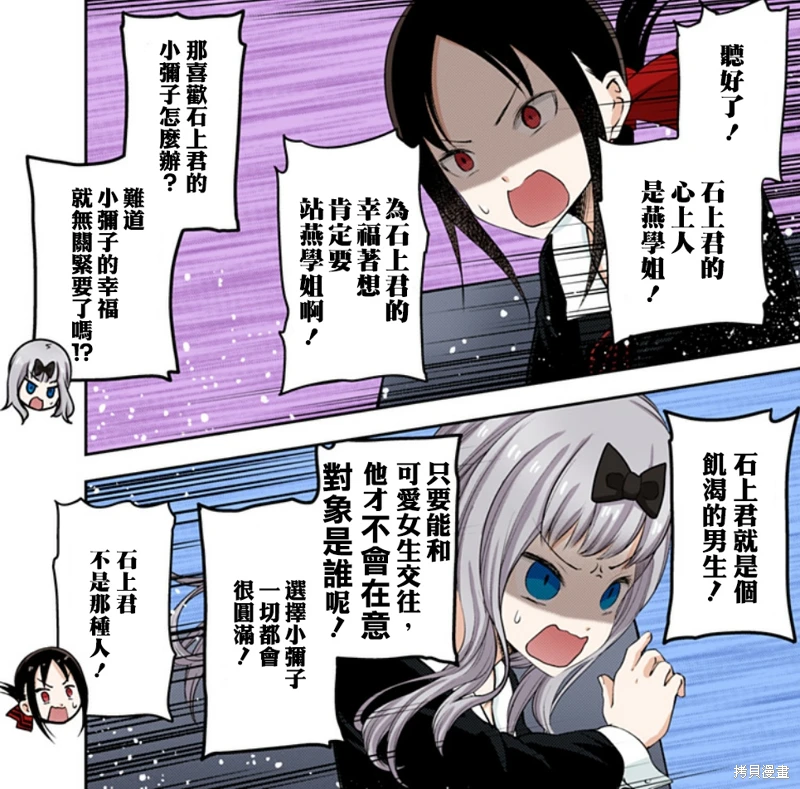 聽好了！
石上君的
心上人
是燕學姐！
為石上君的
幸福著想
肯定要
站燕學姐啊！
那喜歡石上君的
小彌子怎麼辦？
難道
小彌子的幸福
就無關緊要了嗎!?
石上君就是個
飢渴的男生！
只要能和
可愛女生交往，
他才不會在意
對象是誰呢！
選擇小彌子
一切都會
很圓滿！
石上君
不是那種人！
拷貝漫畫